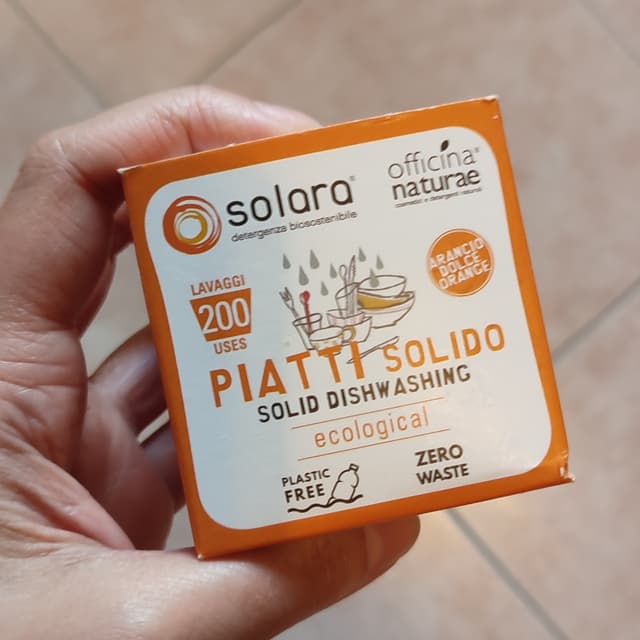 solara®
detergenza biosostenibile
officina®
naturae
cosmetici e detergenti naturali
LAVAGGI
200
USES
ARANCIO
DOLCE
ORANGE
PIATTI SOLIDO
SOLID DISHWASHING
ecological
PLASTIC
FREE
ZERO
WASTE